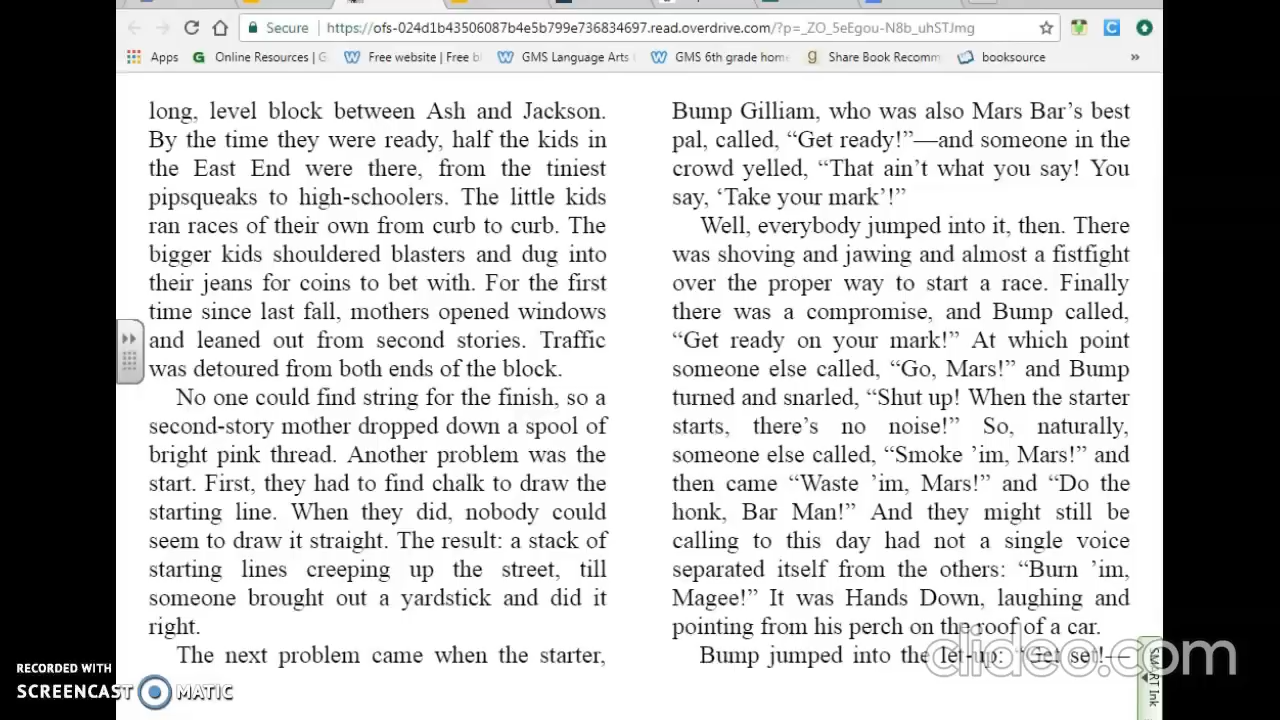 Secure https://ofs-024d1b43506087b4e5b799e736834697.read.overdrive.com/?p=_ZO_5eEgou-N8b_uhSTJmg
Apps Online Resources | G Free website | Free b GMS Language Arts GMS 6th grade home Share Book Recomm booksource »
long, level block between Ash and Jackson.
By the time they were ready, half the kids in
the East End were there, from the tiniest
pipsqueaks to high-schoolers. The little kids
ran races of their own from curb to curb. The
bigger kids shouldered blasters and dug into
their jeans for coins to bet with. For the first
time since last fall, mothers opened windows
and leaned out from second stories. Traffic
was detoured from both ends of the block.
No one could find string for the finish, so a
second-story mother dropped down a spool of
bright pink thread. Another problem was the
start. First, they had to find chalk to draw the
starting line. When they did, nobody could
seem to draw it straight. The result: a stack of
starting lines creeping up the street, till
someone brought out a yardstick and did it
right.
The next problem came when the starter,
Bump Gilliam, who was also Mars Bar’s best
pal, called, “Get ready!”—and someone in the
crowd yelled, “That ain’t what you say! You
say, ‘Take your mark’!”
Well, everybody jumped into it, then. There
was shoving and jawing and almost a fistfight
over the proper way to start a race. Finally
there was a compromise, and Bump called,
“Get ready on your mark!” At which point
someone else called, “Go, Mars!” and Bump
turned and snarled, “Shut up! When the starter
starts, there’s no noise!” So, naturally,
someone else called, “Smoke ’im, Mars!” and
then came “Waste ’im, Mars!” and “Do the
honk, Bar Man!” And they might still be
calling to this day had not a single voice
separated itself from the others: “Burn ’im,
Magee!” It was Hands Down, laughing and
pointing from his perch on the roof of a car.
Bump jumped into the let-up: “Get set!—
SMART Ink
clideo.com
RECORDED WITH
SCREENCAST MATIC